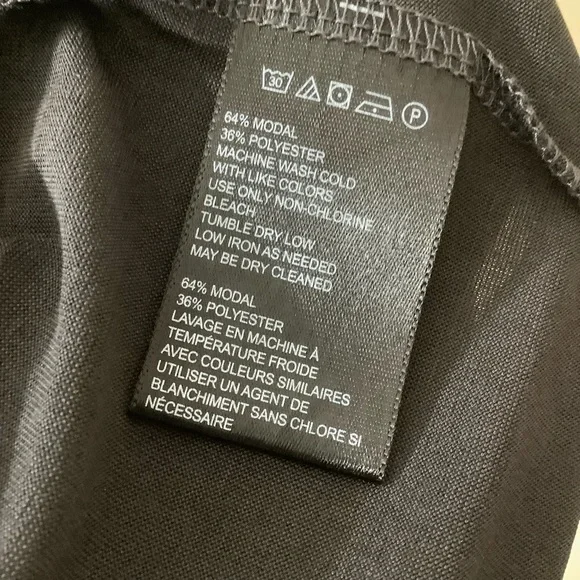 30 P
64% MODAL
36% POLYESTER
MACHINE WASH COLD
WITH LIKE COLORS
USE ONLY NON-CHLORINE
BLEACH
TUMBLE DRY LOW
LOW IRON AS NEEDED
MAY BE DRY CLEANED
64% MODAL
36% POLYESTER
LAVAGE EN MACHINE À
TEMPÉRATURE FROIDE
AVEC COULEURS SIMILAIRES
UTILISER UN AGENT DE
BLANCHIMENT SANS CHLORE SI
NÉCESSAIRE